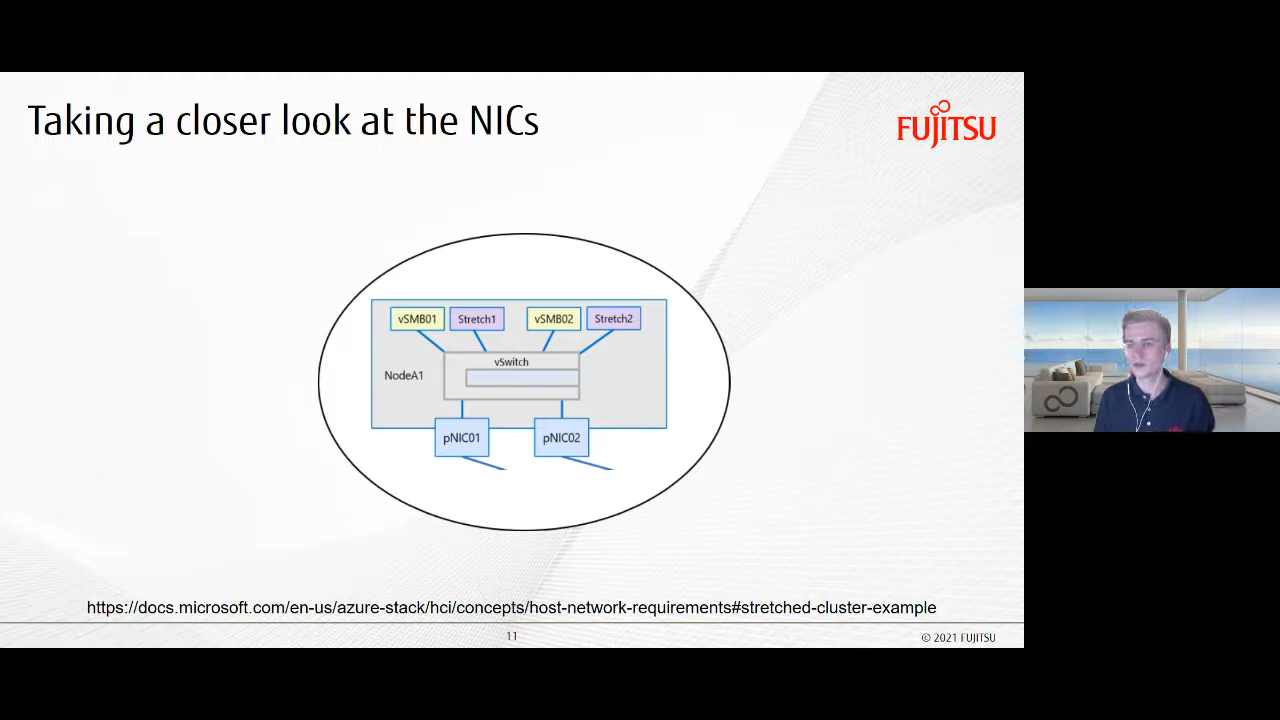 Taking a closer look at the NICs
FUJITSU
vSMB01 Stretch1 vSMB02 Stretch2
vSwitch
NodeA1
pNIC01 pNIC02
https://docs.microsoft.com/en-us/azure-stack/hci/concepts/host-network-requirements#stretched-cluster-example
11
© 2021 FUJITSU